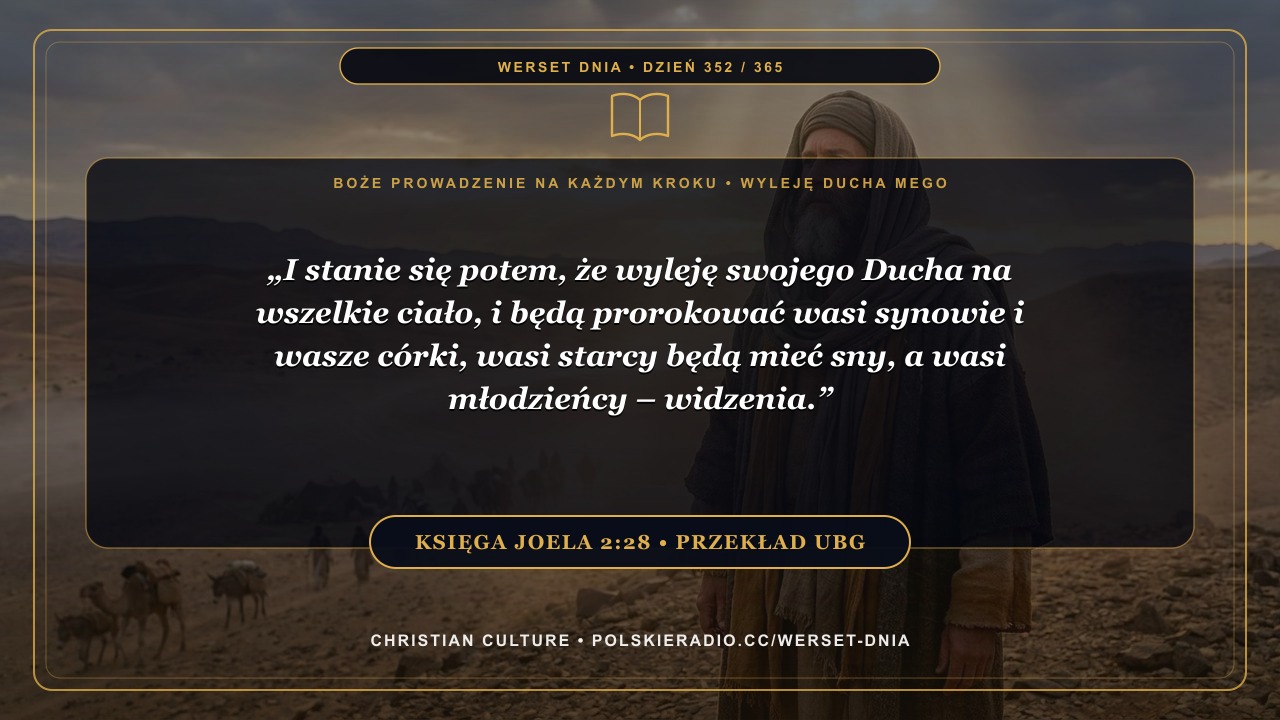 WERSET DNIA • DZIEŃ 352 / 365
BOŻE PROWADZENIE NA KAŻDYM KROKU • WYLEJĘ DUCHA MEGO
„I stanie się potem, że wyleję swojego Ducha na
wszelkie ciało, i będą prorokować wasi synowie i
wasze córki, wasi starcy będą mieć sny, a wasi
młodzieńcy – widzenia.”
KSIĘGA JOELA 2:28 • PRZEKŁAD UBG
CHRISTIAN CULTURE • POLSKIERADIO.CC/WERSET-DNIA